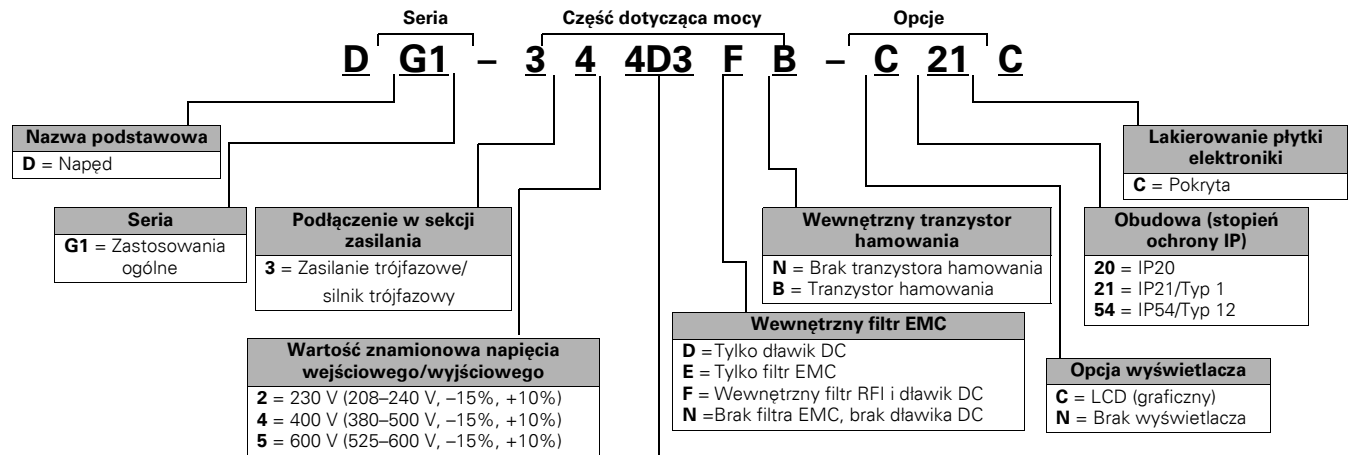 Seria
Część dotycząca mocy
Opcje
D G1 – 3 4 4D3 F B – C 21 C
Nazwa podstawowa
D = Napęd
Seria
G1 = Zastosowania
ogólne
Podłączenie w sekcji
zasilania
3 = Zasilanie trójfazowe/
silnik trójfazowy
Wartość znamionowa napięcia
wejściowego/wyjściowego
2 = 230 V (208–240 V, –15%, +10%)
4 = 400 V (380–500 V, –15%, +10%)
5 = 600 V (525–600 V, –15%, +10%)
Wewnętrzny tranzystor
hamowania
N = Brak tranzystora hamowania
B = Tranzystor hamowania
Wewnętrzny filtr EMC
D =Tylko dławik DC
E = Tylko filtr EMC
F = Wewnętrzny filtr RFI i dławik DC
N =Brak filtra EMC, brak dławika DC
Lakierowanie płytki
elektroniki
C = Pokryta
Obudowa (stopień
ochrony IP)
20 = IP20
21 = IP21/Typ 1
54 = IP54/Typ 12
Opcja wyświetlacza
C = LCD (graficzny)
N = Brak wyświetlacza